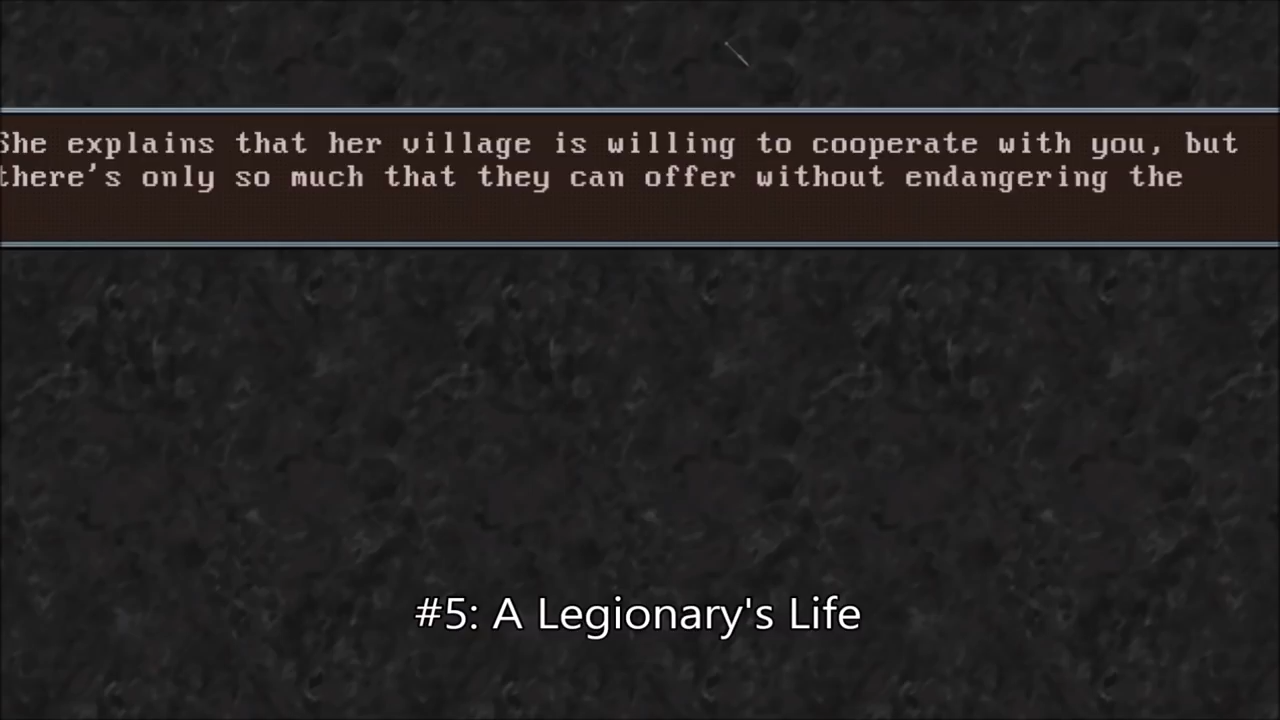 She explains that her village is willing to cooperate with you, but
there's only so much that they can offer without endangering the
#5: A Legionary's Life